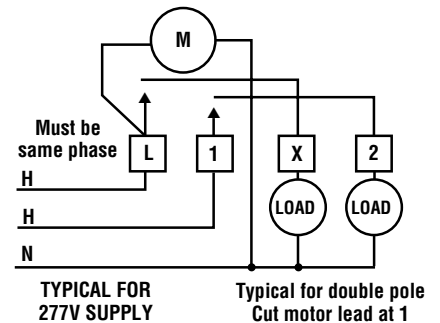 M
Must be
same phase
L
1
X
2
H
LOAD
LOAD
H
N
TYPICAL FOR
277V SUPPLY
Typical for double pole
Cut motor lead at 1